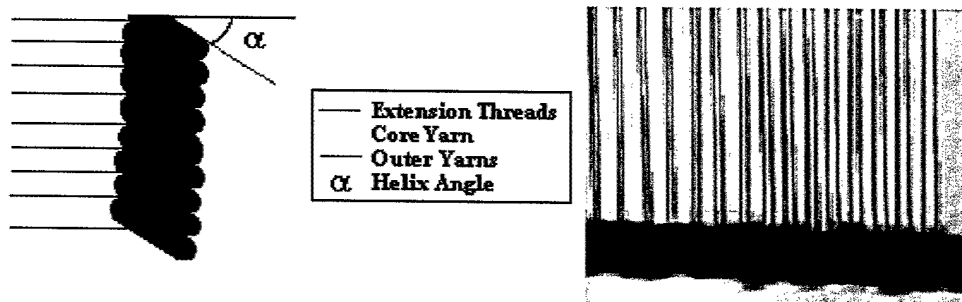 α
Extension Threads
Core Yarn
Outer Yarns
α Helix Angle